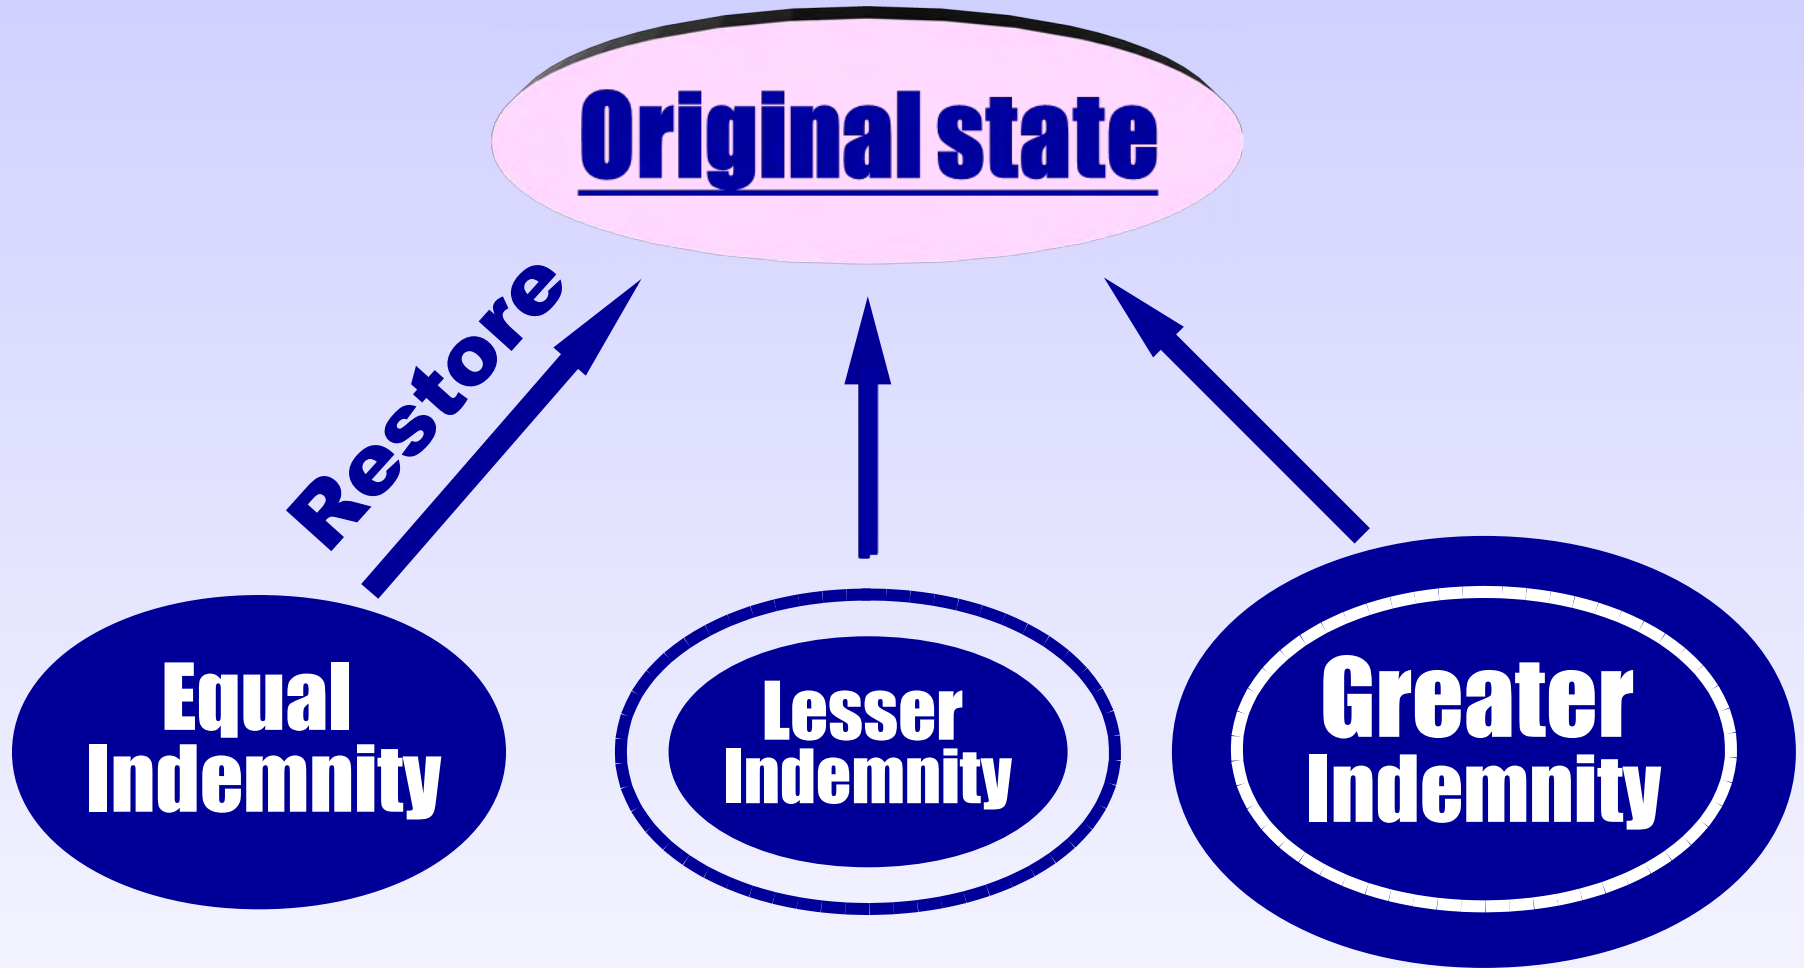 Original state
Restore
Equal
Indemnity
Lesser
Indemnity
Greater
Indemnity